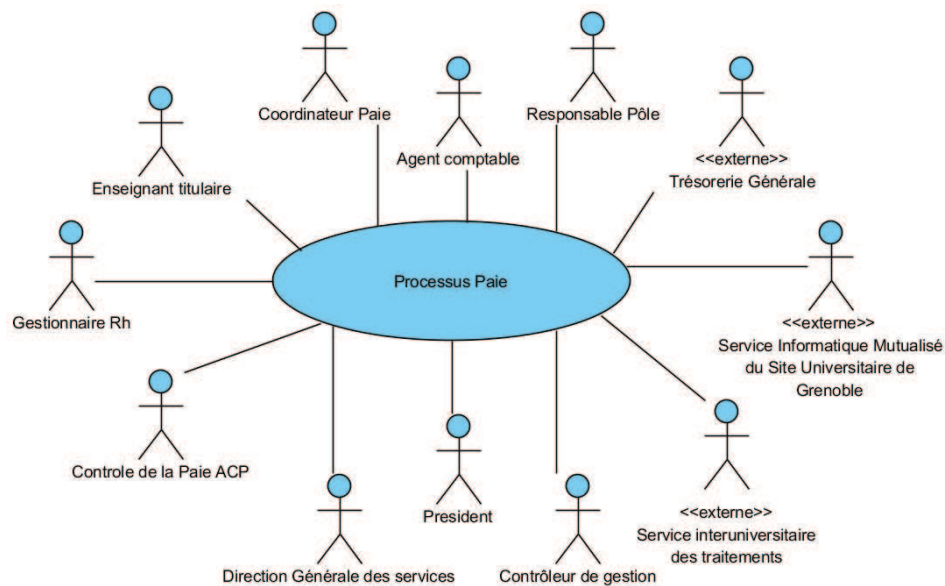 Coordinateur Paie
Responsable Pôle
Agent comptable
<<externe>>
Trésorerie Générale
Enseignant titulaire
Processus Paie
Gestionnaire Rh
<<externe>>
Service Informatique Mutualisé
du Site Universitaire de
Grenoble
Controle de la Paie ACP
President
<<externe>>
Service interuniversitaire
des traitements
Direction Générale des services
Contrôleur de gestion